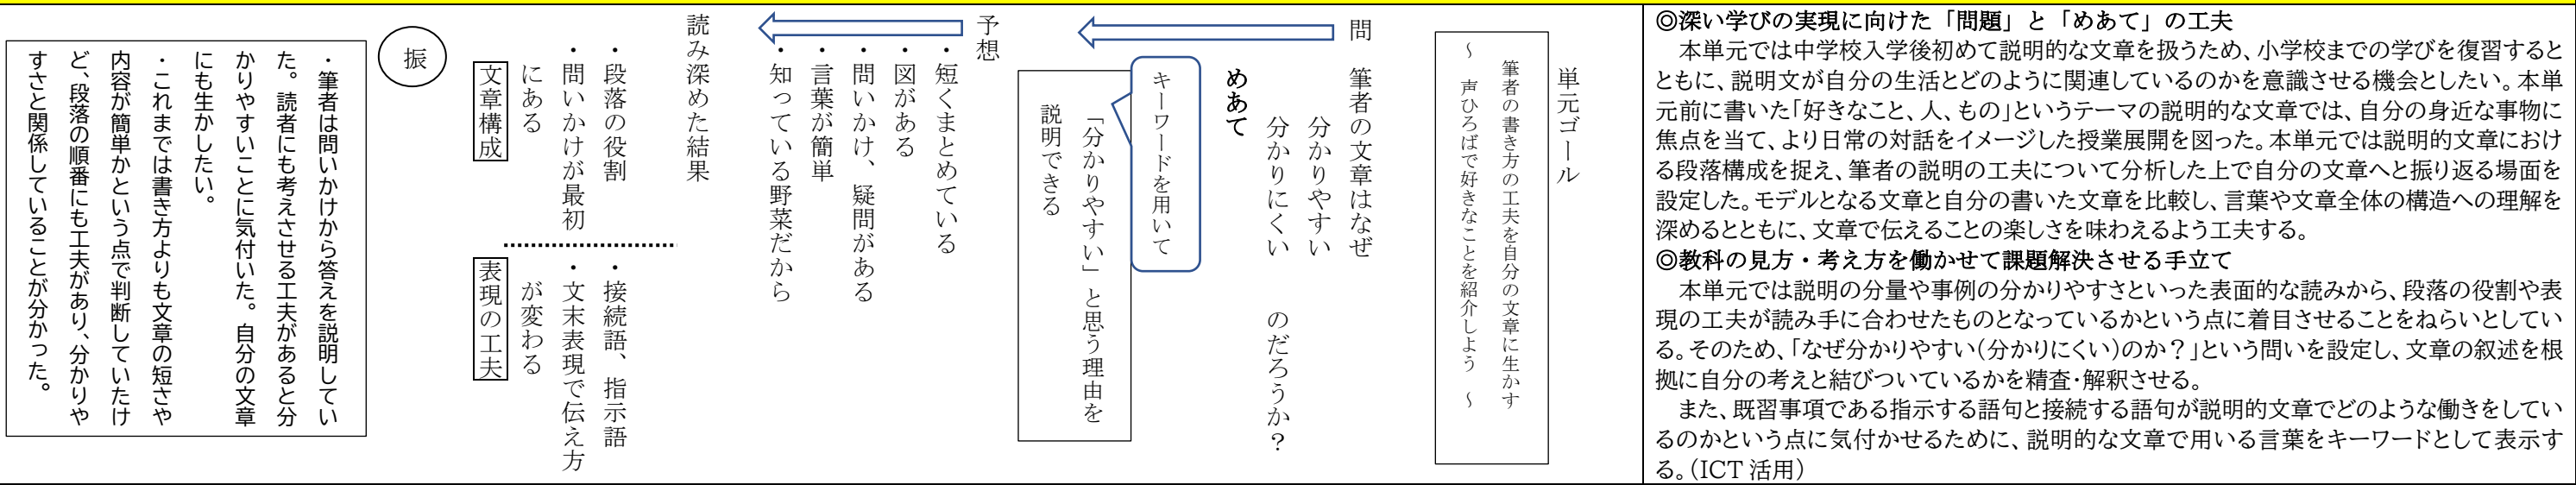 単元ゴール
筆者の書き方の工夫を自分の文章に生かす
~ 声ひろばで好きなことを紹介しよう ~
問
筆者の文章はなぜ
分かりやすい
分かりにくい
のだろうか?
めあて
キーワードを用いて
「分かりやすい」と思う理由を
説明できる
予想
・短くまとめている
・図がある
・問いかけ、疑問がある
・言葉が簡単
・知っている野菜だから
読み深めた結果
・段落の役割
・問いかけが最初
にある
文章構成
・接続語、指示語
・文末表現で伝え方
が変わる
表現の工夫
振
・筆者は問いかけから答えを説明してい
た。読者にも考えさせる工夫があると分
かりやすいことに気付いた。自分の文章
にも生かしたい。
・これまでは書き方よりも文章の短さや
内容が簡単かという点で判断していたけ
ど、段落の順番にも工夫があり、分かりや
すさと関係していることが分かった。
◎深い学びの実現に向けた「問題」と「めあて」の工夫
本単元では中学校入学後初めて説明的な文章を扱うため、小学校までの学びを復習すると
ともに、説明文が自分の生活とどのように関連しているのかを意識させる機会としたい。本単
元前に書いた「好きなこと、人、もの」というテーマの説明的な文章では、自分の身近な事物に
焦点を当て、より日常の対話をイメージした授業展開を図った。本単元では説明的文章におけ
る段落構成を捉え、筆者の説明の工夫について分析した上で自分の文章へと振り返る場面を
設定した。モデルとなる文章と自分の書いた文章を比較し、言葉や文章全体の構造への理解を
深めるとともに、文章で伝えることの楽しさを味わえるよう工夫する。
◎教科の見方・考え方を働かせて課題解決させる手立て
本単元では説明の分量や事例の分かりやすさといった表面的な読みから、段落の役割や表
現の工夫が読み手に合わせたものとなっているかという点に着目させることをねらいとしてい
る。そのため、「なぜ分かりやすい(分かりにくい)のか?」という問いを設定し、文章の叙述を根
拠に自分の考えと結びついているかを精査・解釈させる。
また、既習事項である指示する語句と接続する語句が説明的文章でどのような働きをしてい
るのかという点に気付かせるために、説明的な文章で用いる言葉をキーワードとして表示す
る。(ICT 活用)